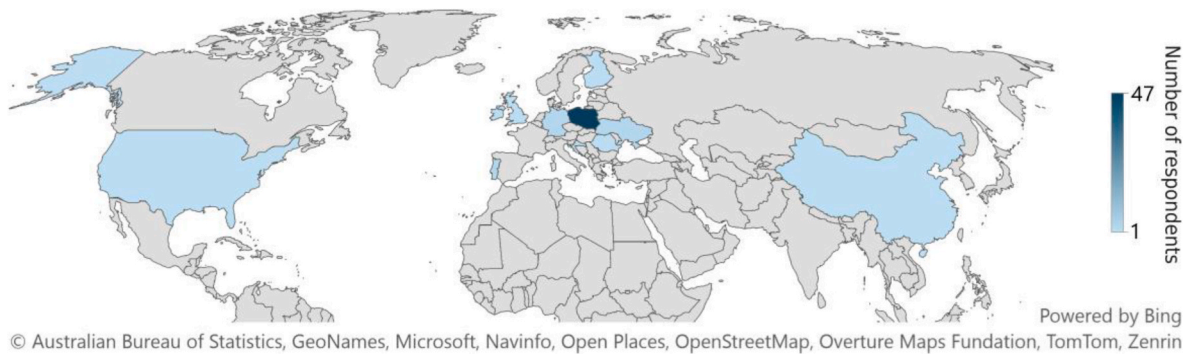 Number of respondents
47
1
Powered by Bing
© Australian Bureau of Statistics, GeoNames, Microsoft, Navinfo, Open Places, OpenStreetMap, Overture Maps Fundation, TomTom, Zenrin